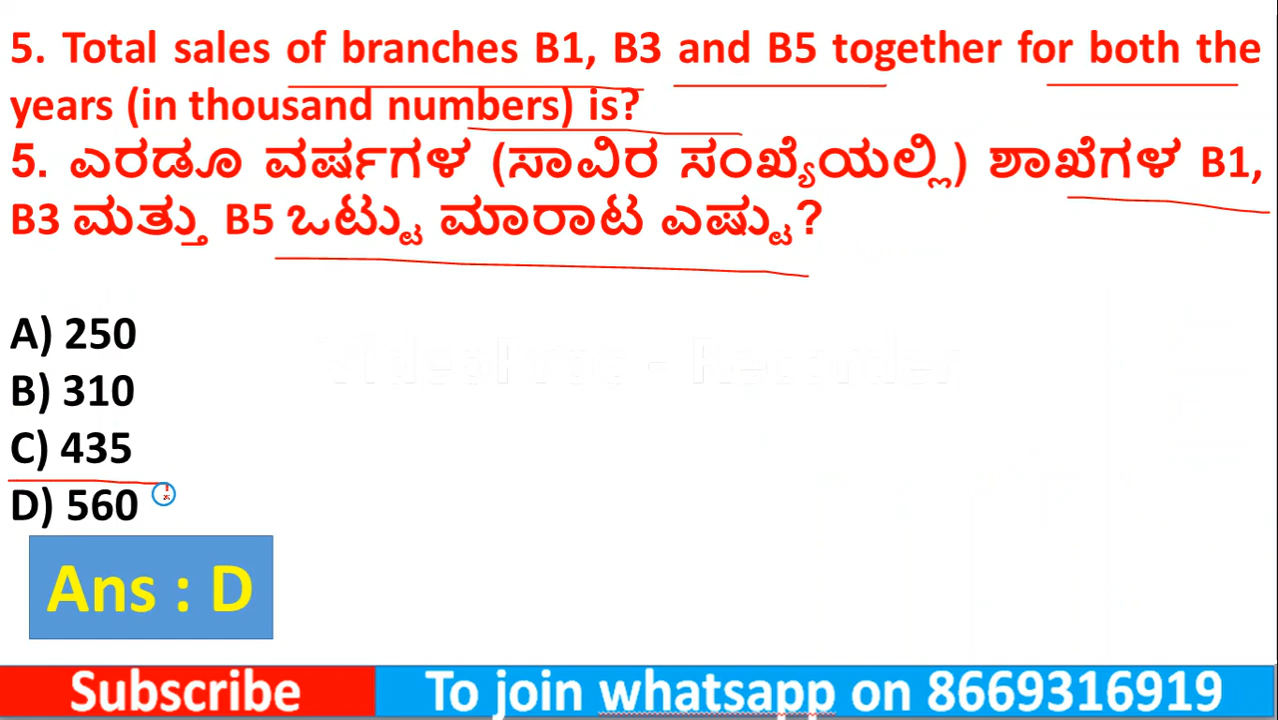 5. Total sales of branches B1, B3 and B5 together for both the
years (in thousand numbers) is?
5. ಎರಡೂ ವರ್ಷಗಳ (ಸಾವಿರ ಸಂಖ್ಯೆಯಲ್ಲಿ) ಶಾಖೆಗಳ B1,
B3 ಮತ್ತು B5 ಒಟ್ಟು ಮಾರಾಟ ಎಷ್ಟು?
A) 250
B) 310
C) 435
D) 560
VideoProc - Recorder
Ans : D
Subscribe
To join whatsapp on 8669316919